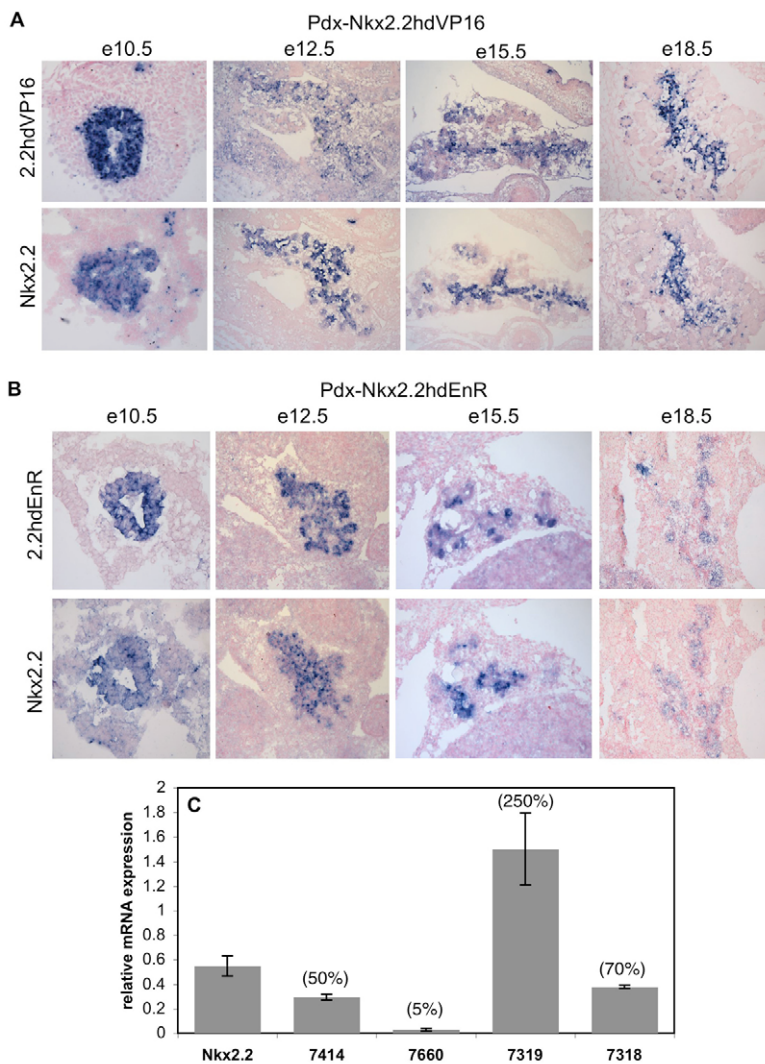 A
Pdx-Nkx2.2hdVP16
e10.5 e12.5 e15.5 e18.5
2.2hdVP16
Nkx2.2
B
Pdx-Nkx2.2hdEnR
e10.5 e12.5 e15.5 e18.5
2.2hdEnR
Nkx2.2
C
relative mRNA expression
2
1.8
1.6
1.4
1.2
1
0.8
0.6
0.4
0.2
0
(50%)
(5%)
(250%)
(70%)
Nkx2.2 7414 7660 7319 7318